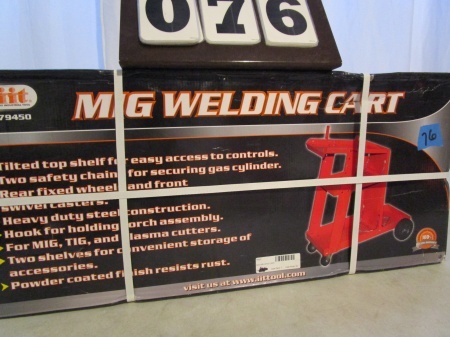 076
iit
79450
MIG WELDING CART
76
Tilted top shelf for easy access to controls.
Two safety chains for securing gas cylinder.
Rear fixed wheels and front
swivel casters.
Heavy duty steel construction.
Hook for holding torch assembly.
For MIG, TIG, and plasma cutters.
Two shelves for convenient storage of
accessories.
Powder coated finish resists rust.
visit us at www.iittool.com